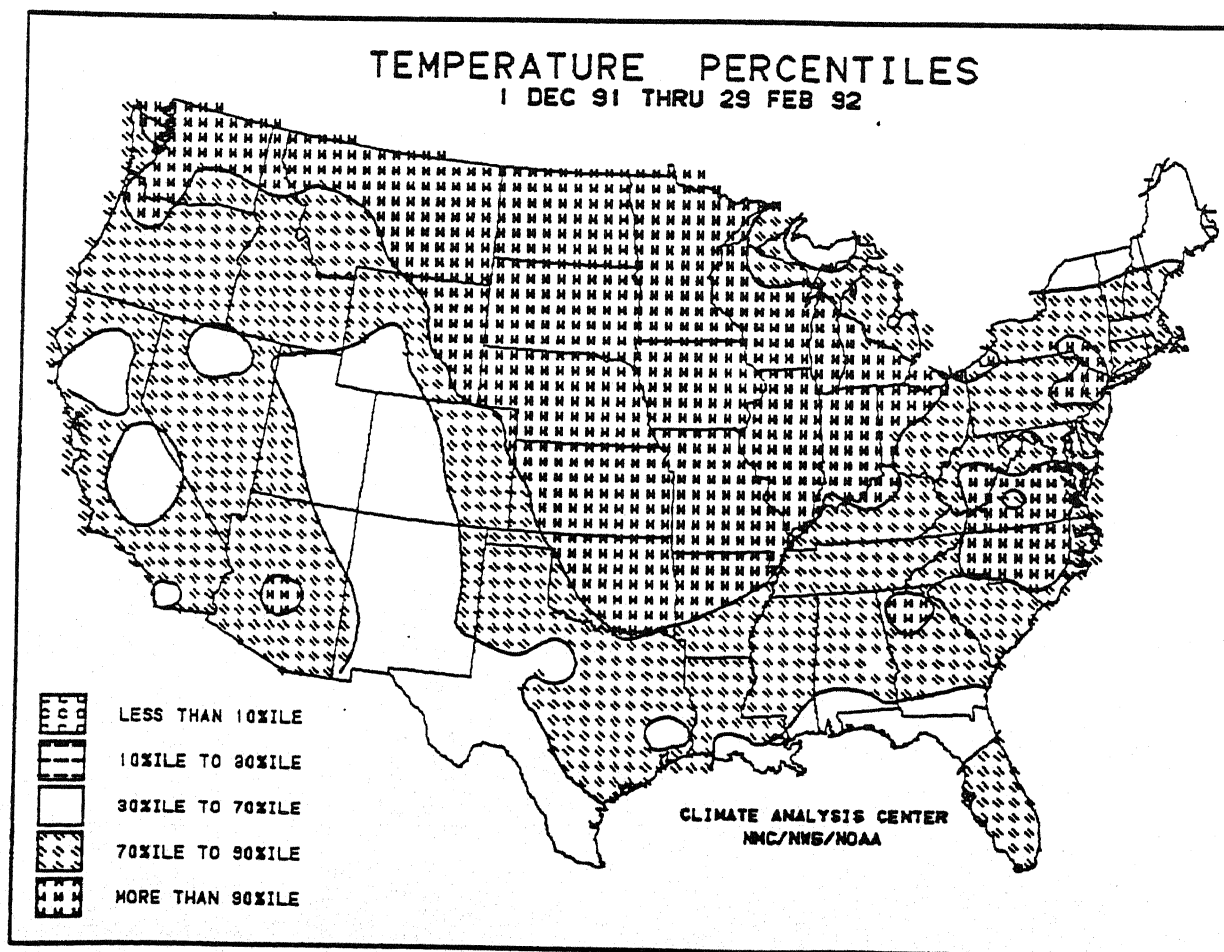 TEMPERATURE PERCENTILES
1 DEC 91 THRU 29 FEB 92
LESS THAN 10%ILE
10%ILE TO 30%ILE
30%ILE TO 70%ILE
70%ILE TO 90%ILE
MORE THAN 90%ILE
CLIMATE ANALYSIS CENTER
NMC/NWS/NOAA